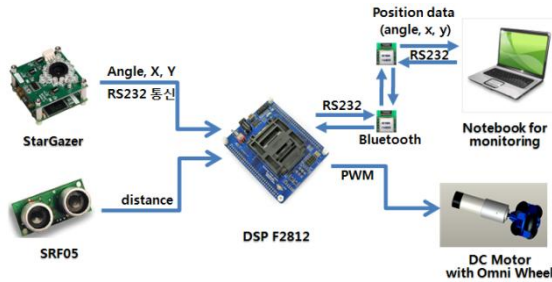 Position data
(angle, x, y)
RS232
Angle, X, Y
RS232 통신
StarGazer
RS232
Bluetooth
Notebook for
monitoring
distance
PWM
SRF05
DSP F2812
DC Motor
with Omni Wheel